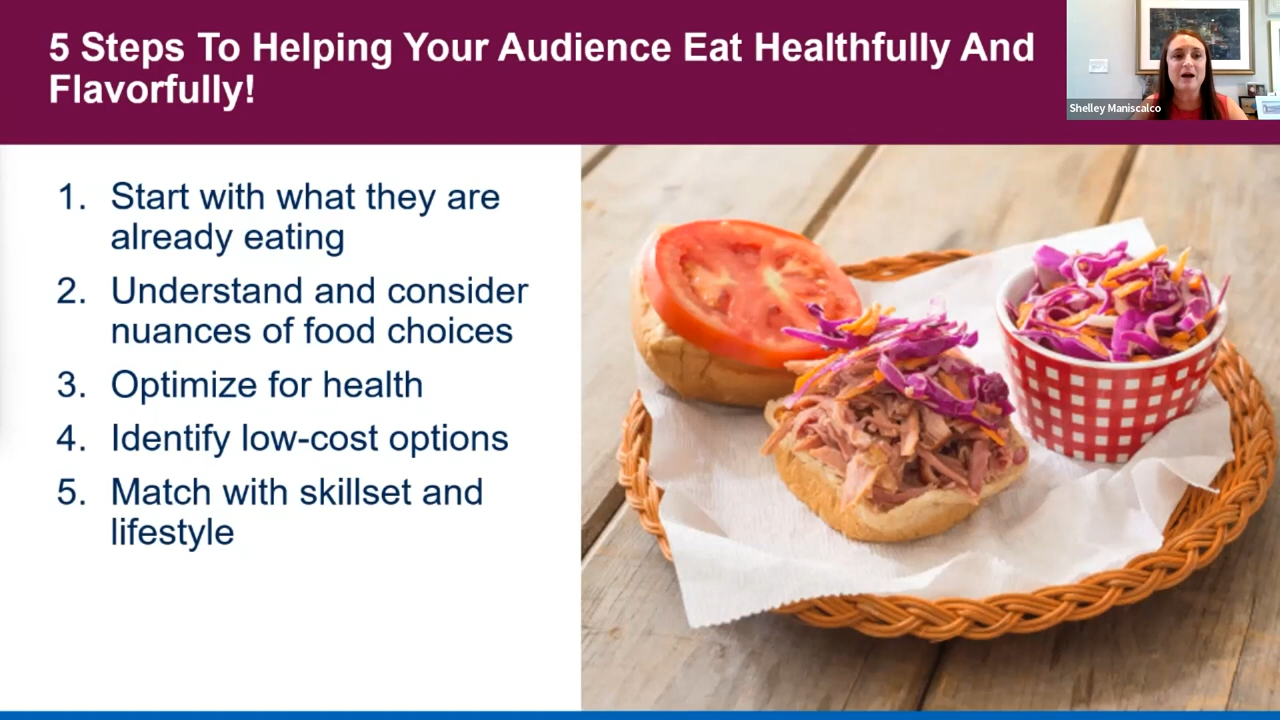 5 Steps To Helping Your Audience Eat Healthfully And
Flavorfully!
Shelley Maniscalco
1. Start with what they are
already eating
2. Understand and consider
nuances of food choices
3. Optimize for health
4. Identify low-cost options
5. Match with skillset and
lifestyle